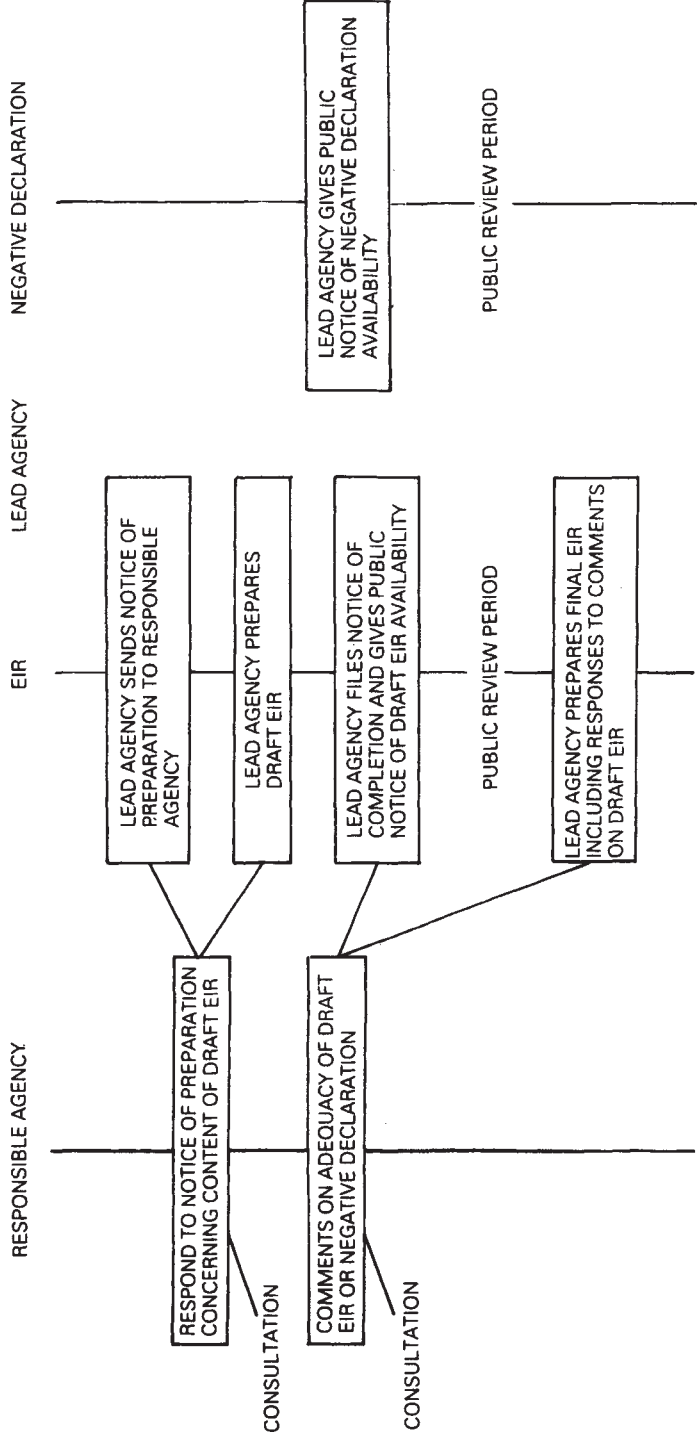 RESPONSIBLE AGENCY
EIR
LEAD AGENCY
NEGATIVE DECLARATION
RESPOND TO NOTICE OF PREPARATION
CONCERNING CONTENT OF DRAFT EIR
CONSULTATION
COMMENTS ON ADEQUACY OF DRAFT
EIR OR NEGATIVE DECLARATION
CONSULTATION
LEAD AGENCY SENDS NOTICE OF
PREPARATION TO RESPONSIBLE
AGENCY
LEAD AGENCY PREPARES
DRAFT EIR
LEAD AGENCY FILES NOTICE OF
COMPLETION AND GIVES PUBLIC
NOTICE OF DRAFT EIR AVAILABILITY
PUBLIC REVIEW PERIOD
LEAD AGENCY PREPARES FINAL EIR
INCLUDING RESPONSES TO COMMENTS
ON DRAFT EIR
LEAD AGENCY GIVES PUBLIC
NOTICE OF NEGATIVE DECLARATION
AVAILABILITY
PUBLIC REVIEW PERIOD